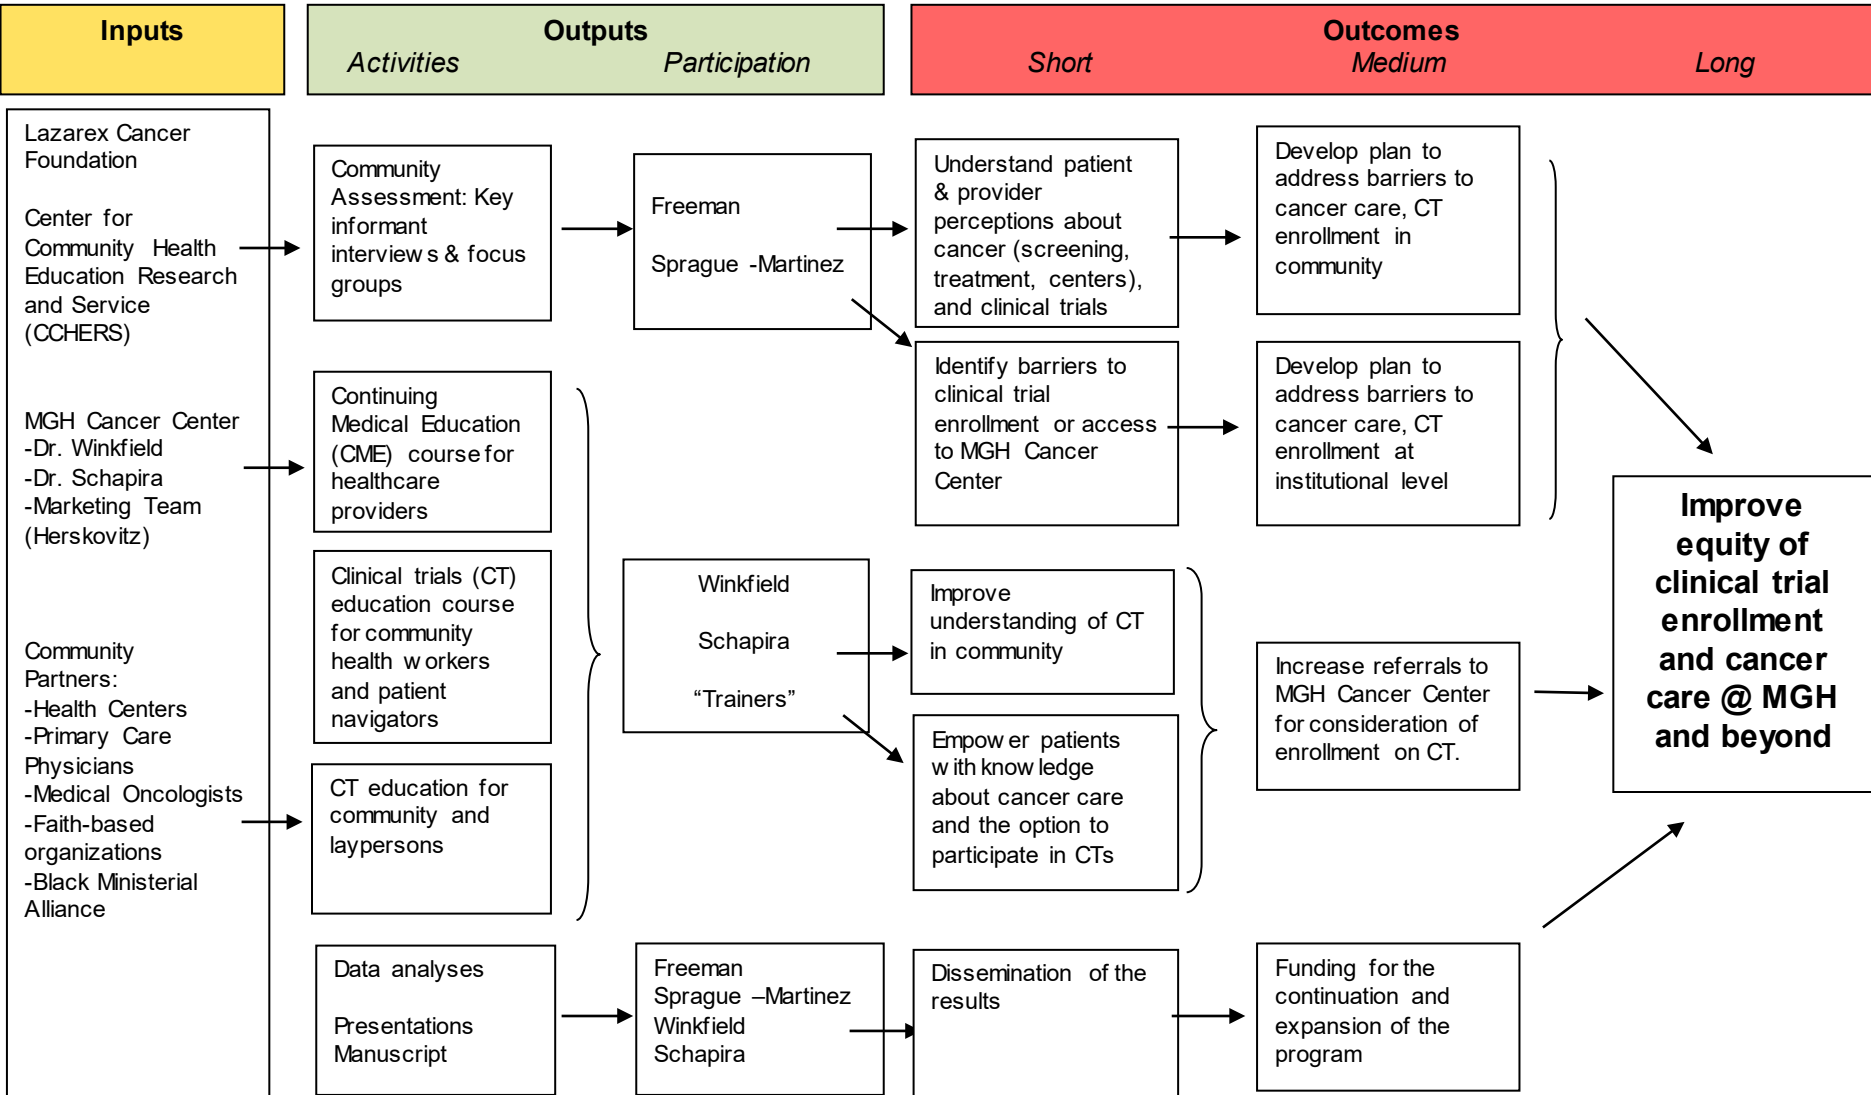 Inputs
Outputs
Activities
Participation
Outcomes
Short
Medium
Long
Lazarex Cancer
Foundation
Center for
Community Health
Education Research
and Service
(CCHERS)
MGH Cancer Center
-Dr. Winkfield
-Dr. Schapira
-Marketing Team
(Herskovitz)
Community
Partners:
-Health Centers
-Primary Care
Physicians
-Medical Oncologists
-Faith-based
organizations
-Black Ministerial
Alliance
Community
Assessment: Key
informant
interviews & focus
groups
Continuing
Medical Education
(CME) course for
healthcare
providers
Clinical trials (CT)
education course
for community
health workers
and patient
navigators
CT education for
community and
laypersons
Data analyses
Presentations
Manuscript
Freeman
Sprague -Martinez
Winkfield
Schapira
“Trainers”
Freeman
Sprague –Martinez
Winkfield
Schapira
Understand patient
& provider
perceptions about
cancer (screening,
treatment, centers),
and clinical trials
Identify barriers to
clinical trial
enrollment or access
to MGH Cancer
Center
Improve
understanding of CT
in community
Empower patients
with knowledge
about cancer care
and the option to
participate in CTs
Dissemination of the
results
Develop plan to
address barriers to
cancer care, CT
enrollment in
community
Develop plan to
address barriers to
cancer care, CT
enrollment at
institutional level
Increase referrals to
MGH Cancer Center
for consideration of
enrollment on CT.
Funding for the
continuation and
expansion of the
program
Improve
equity of
clinical trial
enrollment
and cancer
care @ MGH
and beyond